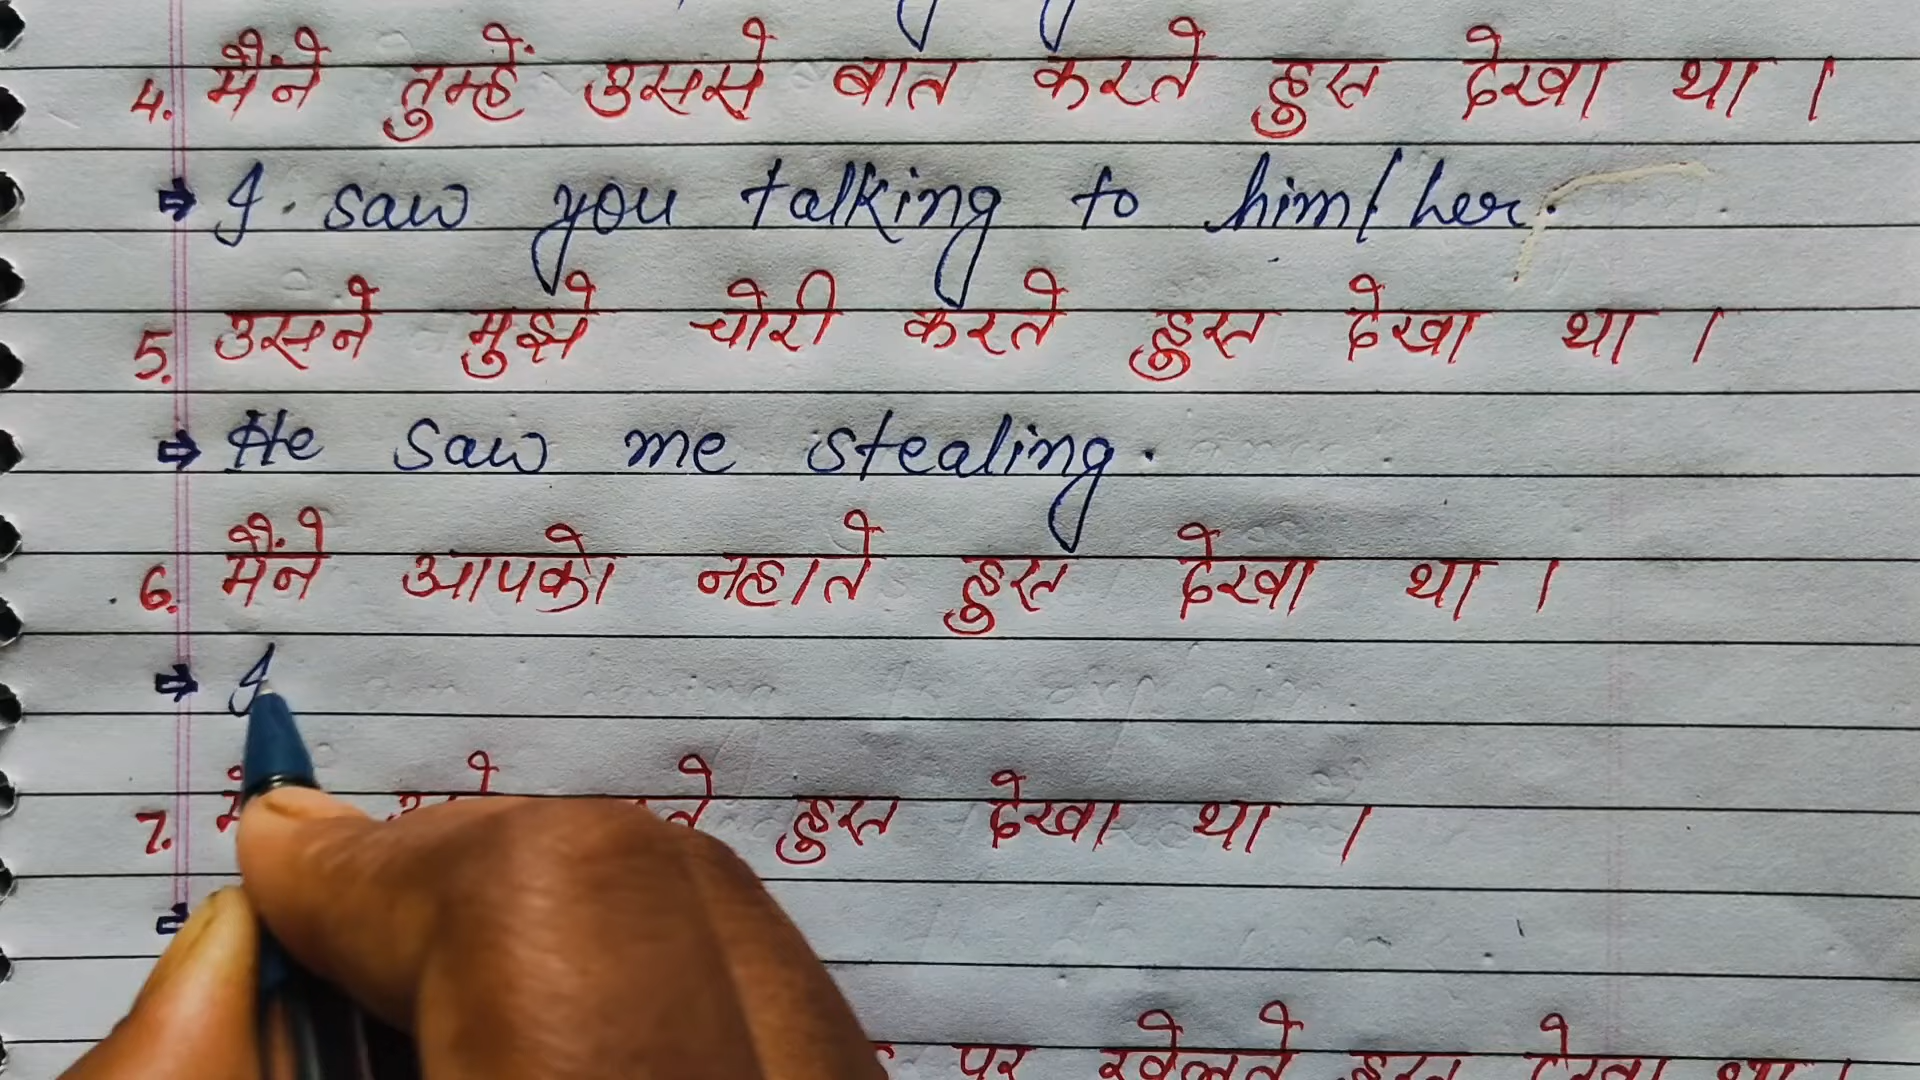 4. मैंने तुम्हें उससे बात करते हुए देखा था ।
⇒ I saw you talking to him/her.
5. उसने मुझे चोरी करते हुए देखा था ।
⇒ He saw me stealing.
6. मैंने आपको नहाते हुए देखा था ।
⇒ I
7. हुए देखा था ।
पर खेलते हुए देखा था ।